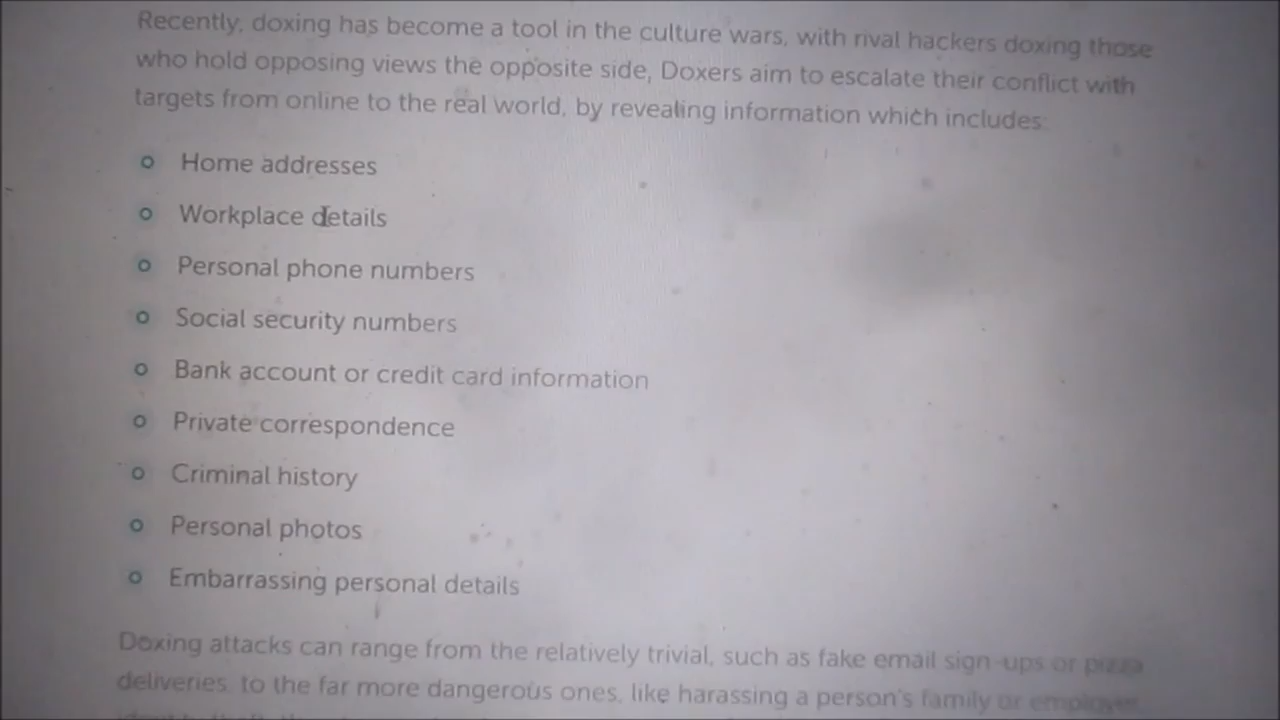 Recently, doxing has become a tool in the culture wars, with rival hackers doxing those
who hold opposing views the opposite side, Doxers aim to escalate their conflict with
targets from online to the real world, by revealing information which includes:
Home addresses
Workplace details
Personal phone numbers
Social security numbers
Bank account or credit card information
Private correspondence
Criminal history
Personal photos
Embarrassing personal details
Doxing attacks can range from the relatively trivial, such as fake email sign-ups or pizza
deliveries, to the far more dangerous ones, like harassing a person's family or